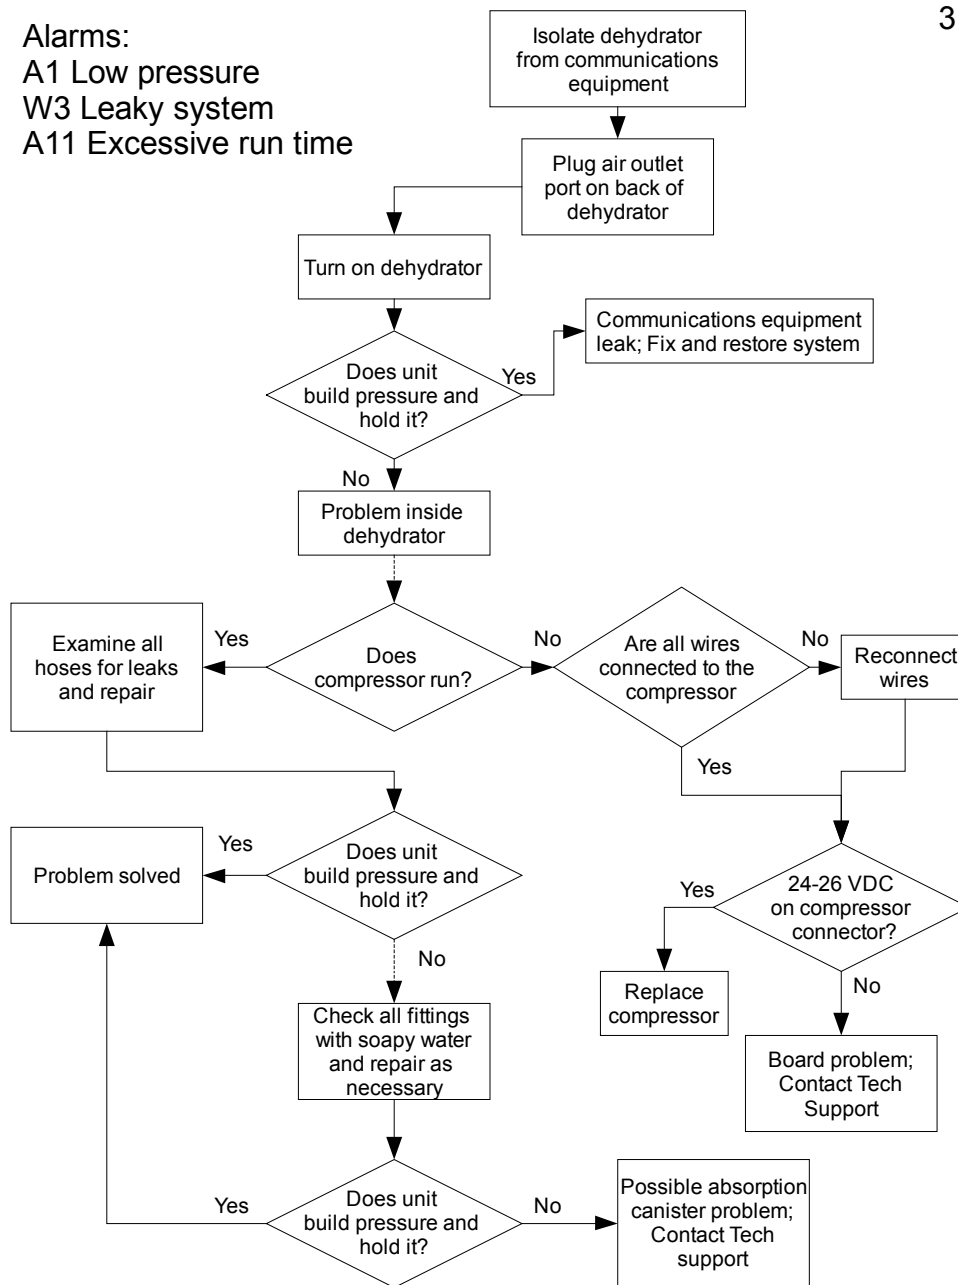 3
Alarms:
A1 Low pressure
W3 Leaky system
A11 Excessive run time
Isolate dehydrator
from communications
equipment
Plug air outlet
port on back of
dehydrator
Turn on dehydrator
Does unit
build pressure and
hold it?
Yes
Communications equipment
leak; Fix and restore system
No
Problem inside
dehydrator
Does
compressor run?
Yes
Examine all
hoses for leaks
and repair
No
Are all wires
connected to the
compressor
No
Reconnect
wires
Yes
Does unit
build pressure and
hold it?
Yes
Problem solved
No
24-26 VDC
on compressor
connector?
Yes
Replace
compressor
No
Board problem;
Contact Tech
Support
Check all fittings
with soapy water
and repair as
necessary
Does unit
build pressure and
hold it?
Yes
No
Possible absorption
canister problem;
Contact Tech
support